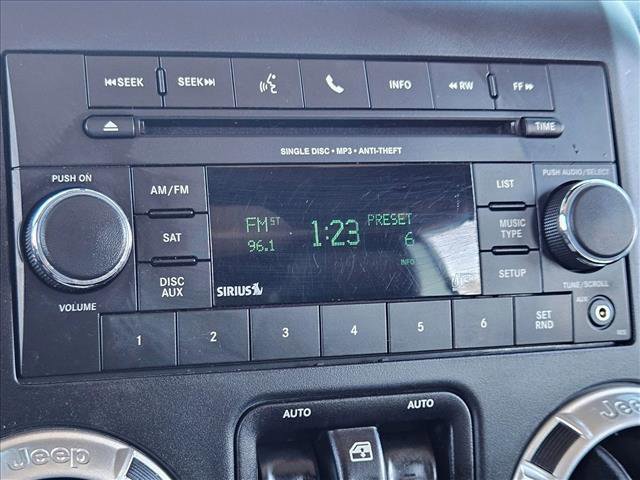 SEEK
SEEK
INFO
RW
FF
TIME
SINGLE DISC • MP3 • ANTI-THEFT
PUSH ON
VOLUME
AM/FM
SAT
DISC
AUX
FM ST
96.1
1:23
PRESET
6
INFO
SIRIUS
LIST
MUSIC
TYPE
SETUP
PUSH AUDIO/SELECT
TUNE/SCROLL
AUX
1
2
3
4
5
6
SET
RND
AUTO
AUTO
Jeep
Jeep